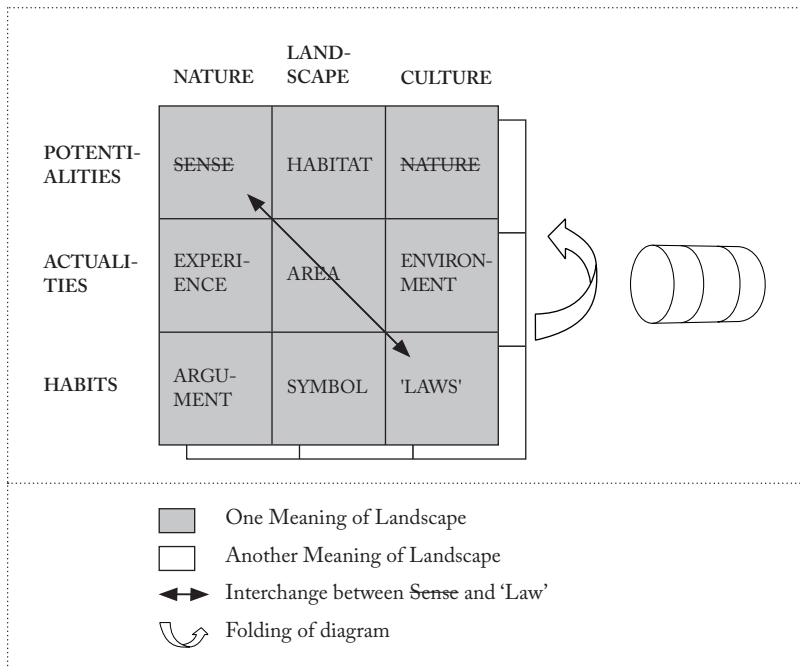 NATURE
LAND-
SCAPE
CULTURE
POTENTI-
ALITIES
SENSE
HABITAT
NATURE
ACTUALI-
TIES
EXPERI-
ENCE
AREA
ENVIRON-
MENT
HABITS
ARGU-
MENT
SYMBOL
'LAWS'
One Meaning of Landscape
Another Meaning of Landscape
Interchange between Sense and ‘Law’
Folding of diagram